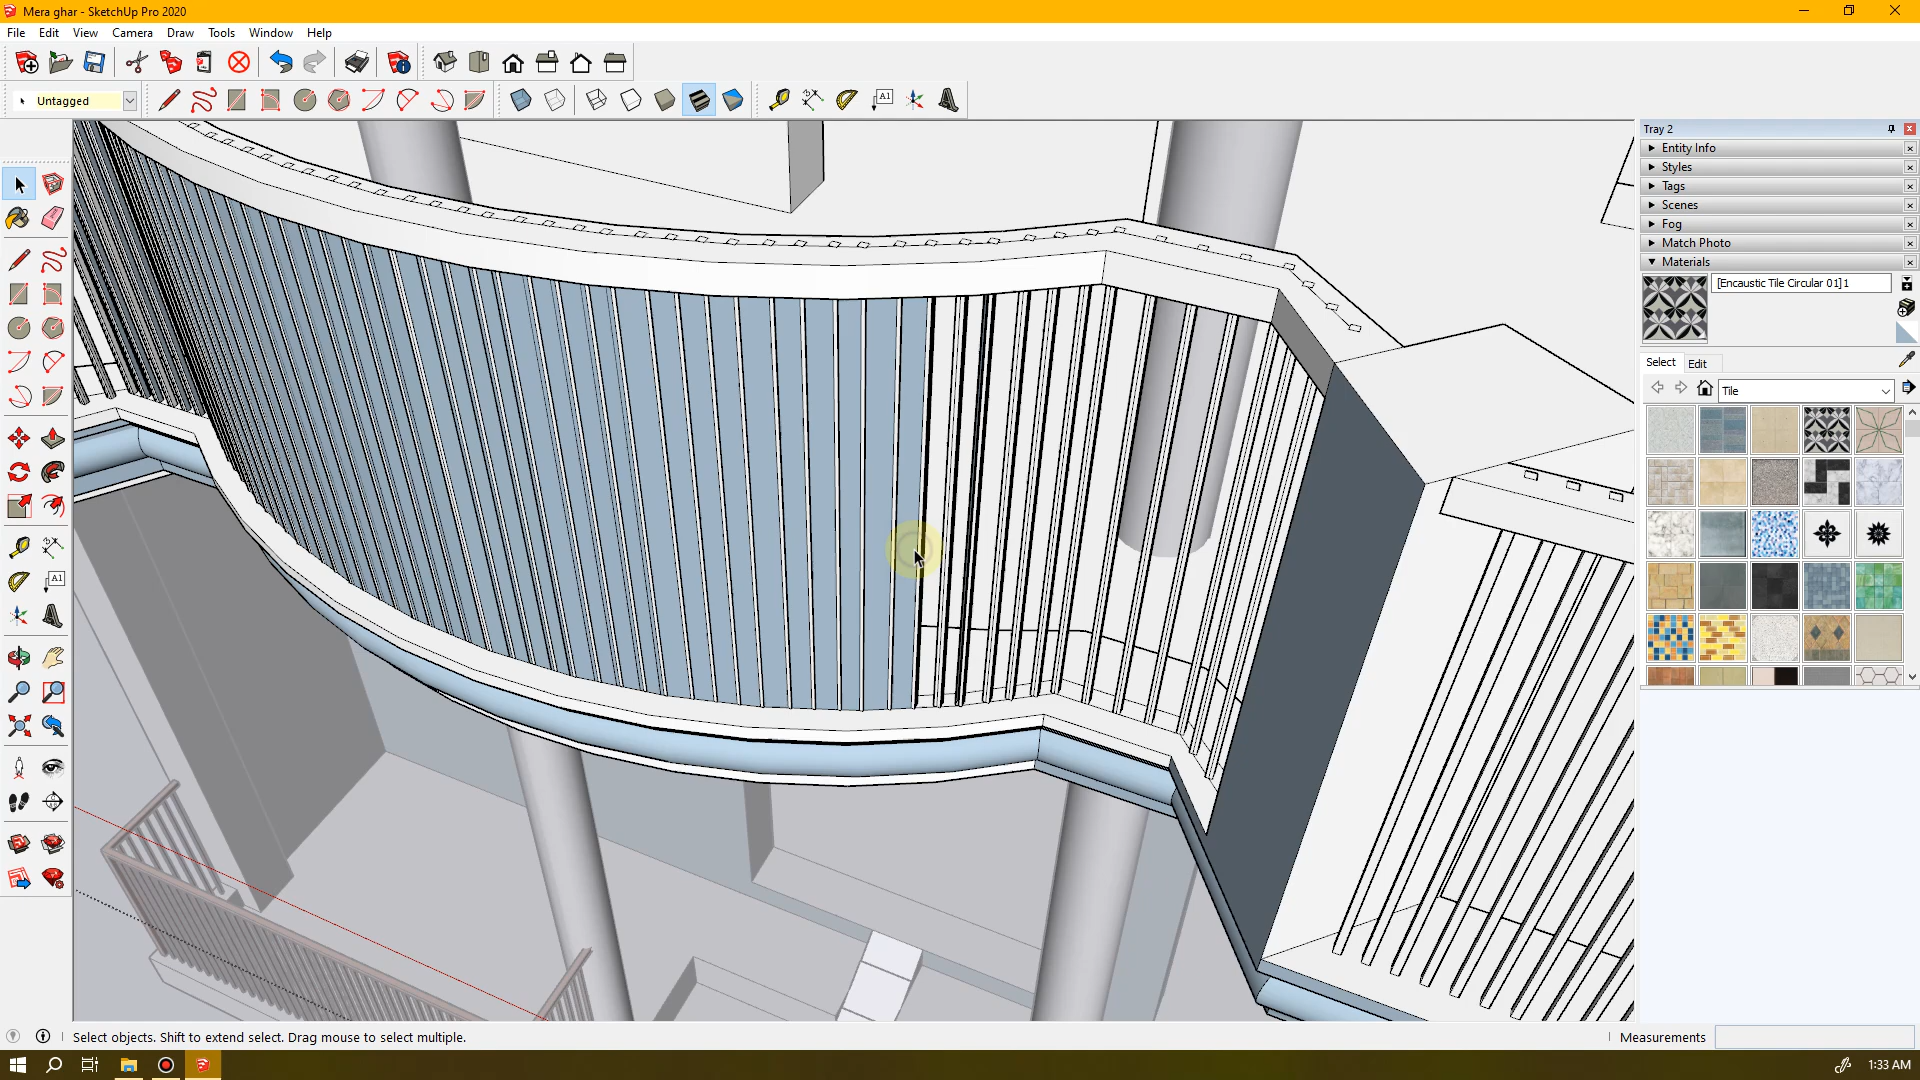 Mera ghar - SketchUp Pro 2020
File Edit View Camera Draw Tools Window Help
Untagged
A1
Tray 2
Entity Info
Styles
Tags
Scenes
Fog
Match Photo
Materials
[Encaustic Tile Circular 01]1
Select Edit
Tile
A1
Select objects. Shift to extend select. Drag mouse to select multiple.
Measurements
1:33 AM